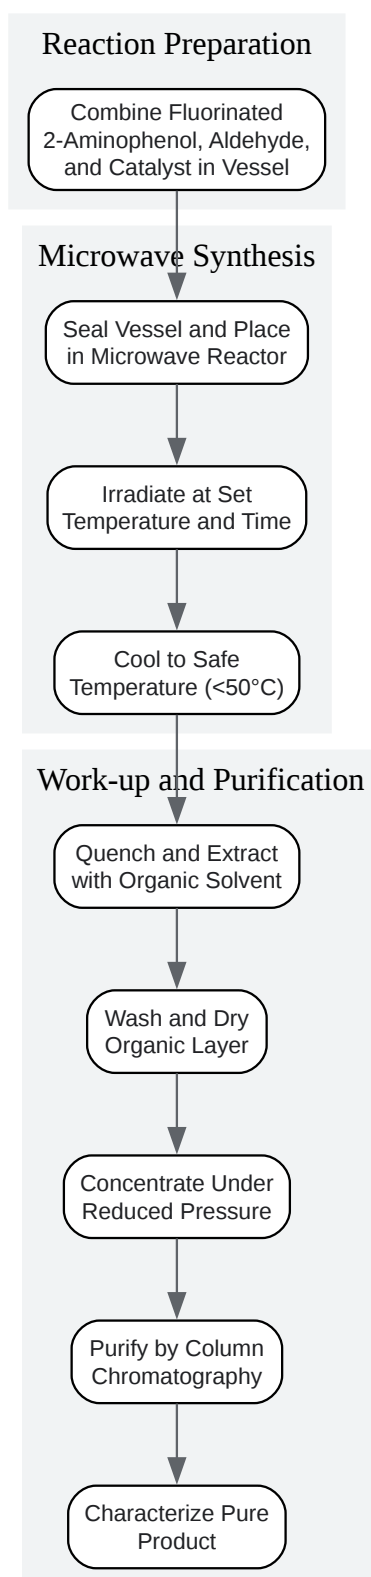 Reaction Preparation
Combine Fluorinated
2-Aminophenol, Aldehyde,
and Catalyst in Vessel
Microwave Synthesis
Seal Vessel and Place
in Microwave Reactor
Irradiate at Set
Temperature and Time
Cool to Safe
Temperature (<50°C)
Work-up and Purification
Quench and Extract
with Organic Solvent
Wash and Dry
Organic Layer
Concentrate Under
Reduced Pressure
Purify by Column
Chromatography
Characterize Pure
Product